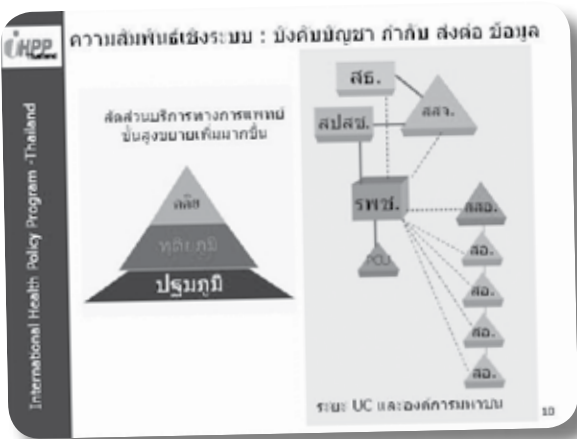 ความสัมพันธ์เชิงระบบ : บังคับบัญชา กำกับ ส่งต่อ ข้อมูล
IHPP
Thailand
International Health Policy Program -Thailand
สัดส่วนบริการทางการแพทย์
ขั้นสูงขยายเพิ่มมากขึ้น
ตติย
ทุติยภูมิ
ปฐมภูมิ
สธ.
สสจ.
สปสช.
รพช.
สสอ.
PCU
สอ.
สอ.
สอ.
สอ.
ระยะ UC และองค์การมหาชน
10